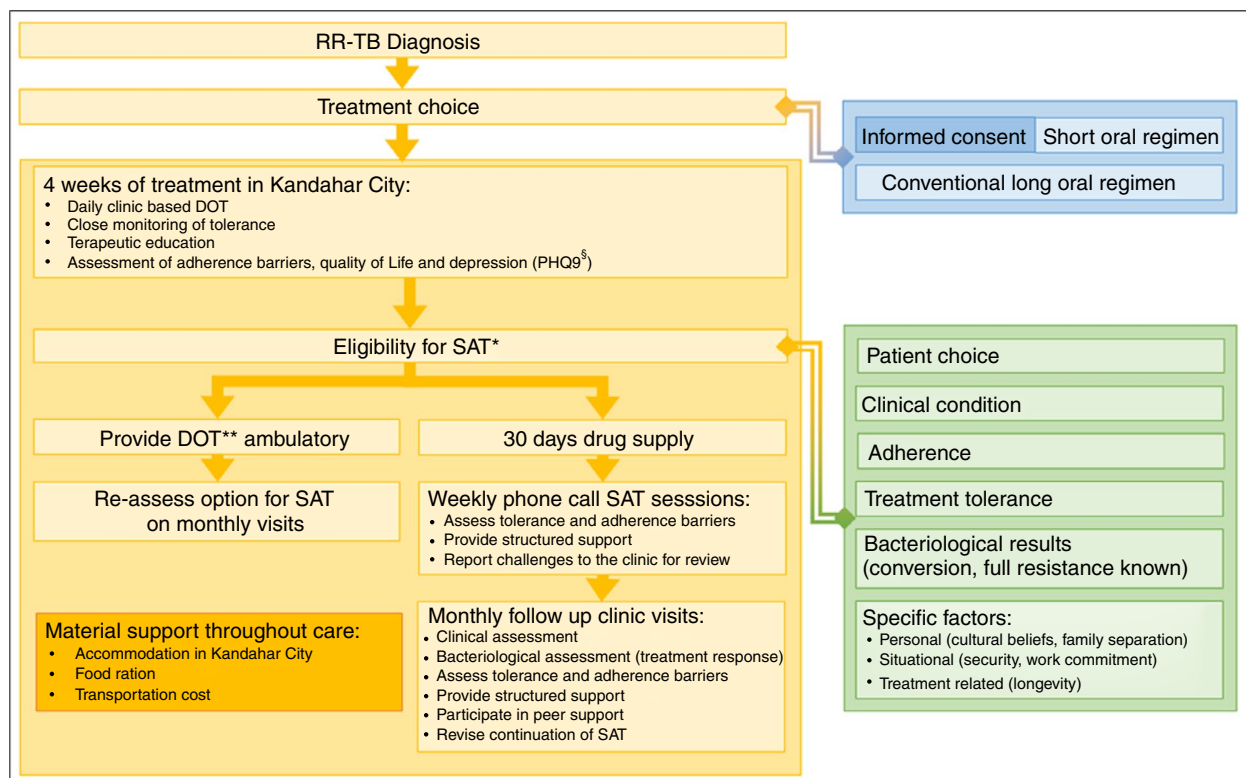 RR-TB Diagnosis
Treatment choice
Informed consent
Short oral regimen
Conventional long oral regimen
4 weeks of treatment in Kandahar City:
• Daily clinic based DOT
• Close monitoring of tolerance
• Terapeutic education
• Assessment of adherence barriers, quality of Life and depression (PHQ9§)
Eligibility for SAT*
Provide DOT** ambulatory
Re-assess option for SAT
on monthly visits
30 days drug supply
Weekly phone call SAT sesssions:
• Assess tolerance and adherence barriers
• Provide structured support
• Report challenges to the clinic for review
Monthly follow up clinic visits:
• Clinical assessment
• Bacteriological assessment (treatment response)
• Assess tolerance and adherence barriers
• Provide structured support
• Participate in peer support
• Revise continuation of SAT
Material support throughout care:
• Accommodation in Kandahar City
• Food ration
• Transportation cost
Patient choice
Clinical condition
Adherence
Treatment tolerance
Bacteriological results
(conversion, full resistance known)
Specific factors:
• Personal (cultural beliefs, family separation)
• Situational (security, work commitment)
• Treatment related (longevity)